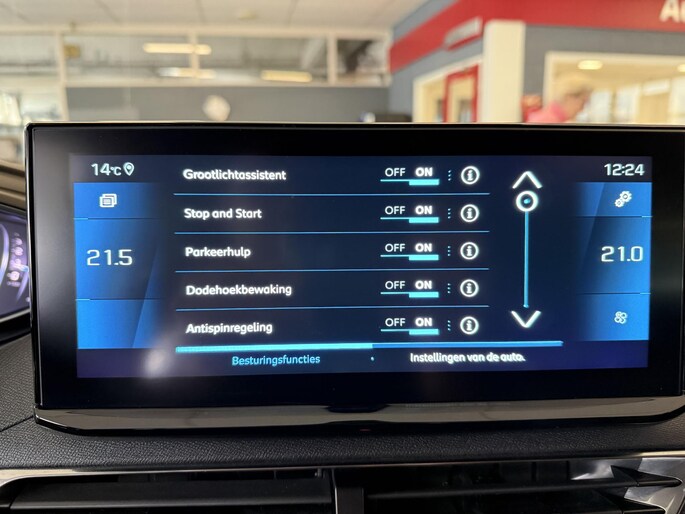 14°C 12:24
Grootlichtassistent OFF ON
Stop and Start OFF ON
21.5 Parkeerhulp OFF ON 21.0
Dodehoekbewaking OFF ON
Antispinregeling OFF ON
Besturingsfuncties Instellingen van de auto.